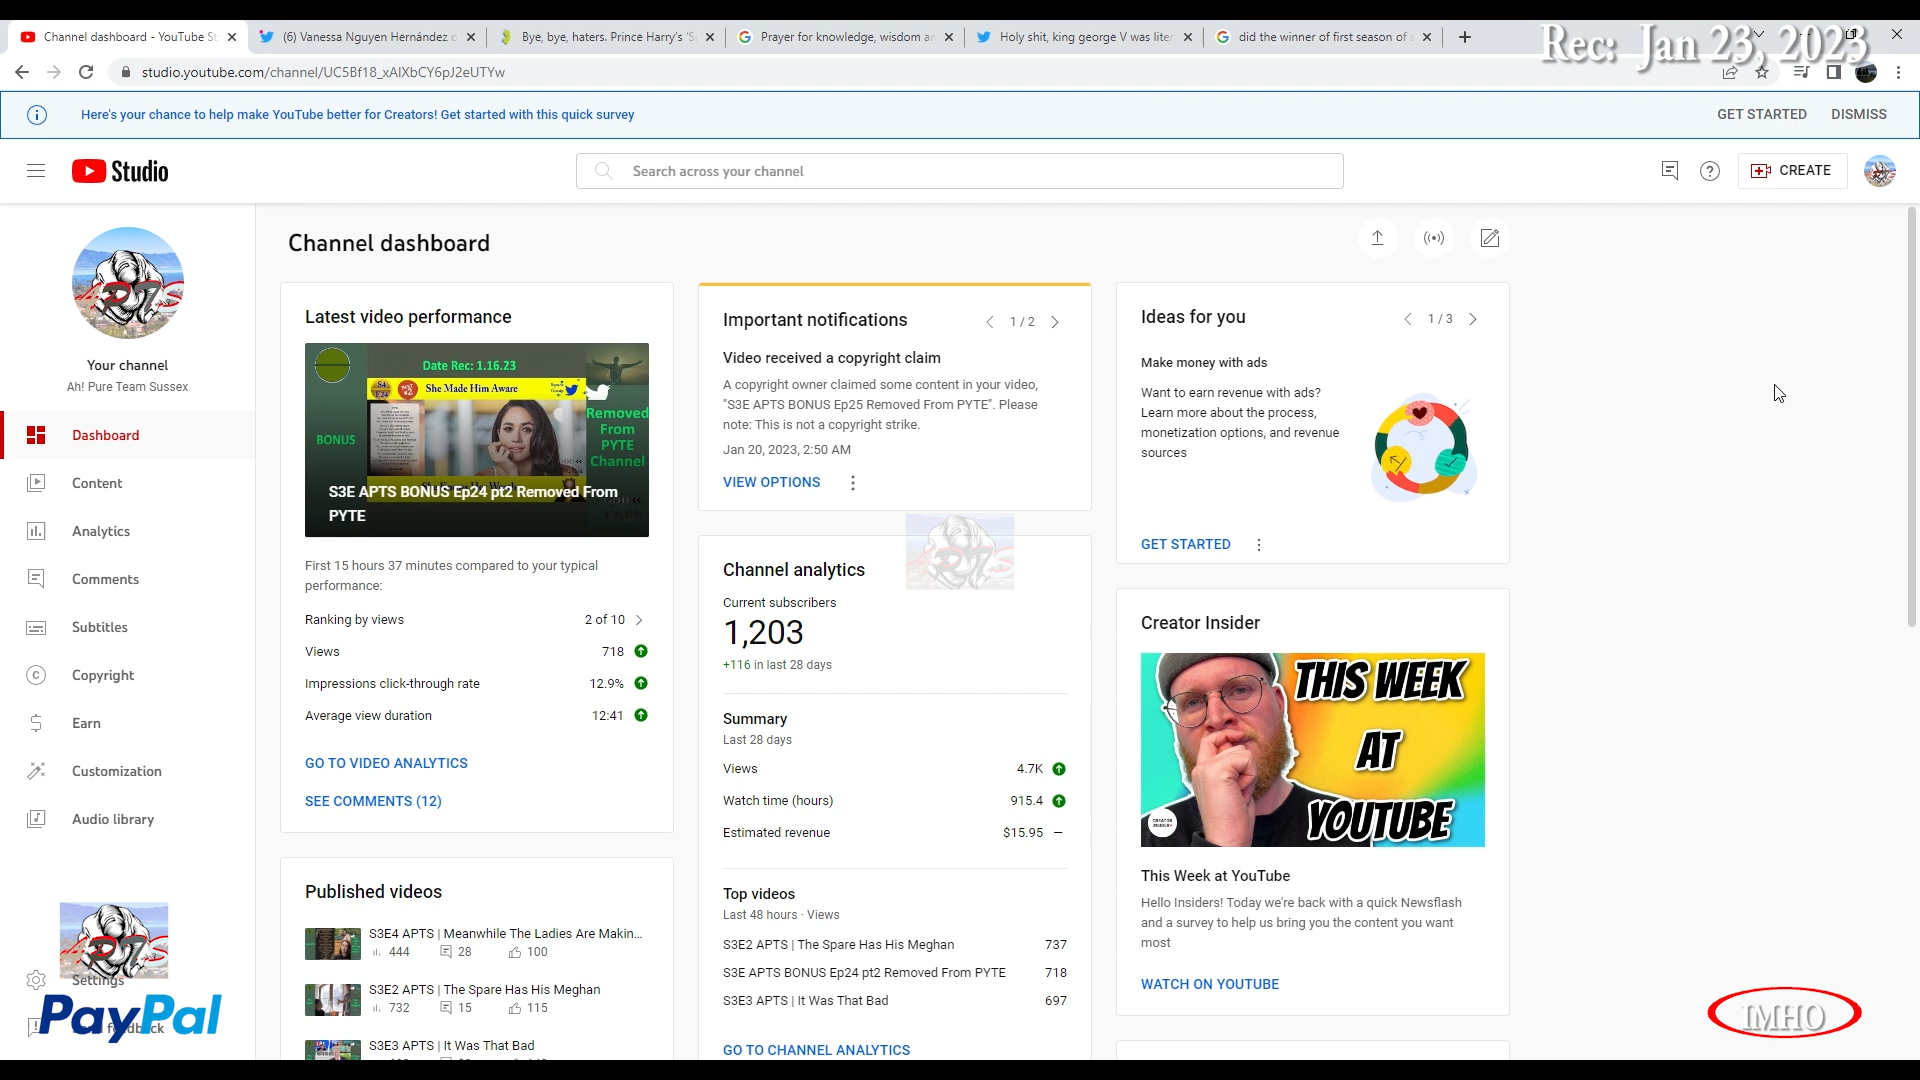 Channel dashboard - YouTube St
(6) Vanessa Nguyen Hernández
Bye, bye, haters. Prince Harry's 'S
Prayer for knowledge, wisdom an
Holy shit, king george V was liter
did the winner of first season of s
Rec: Jan 23, 2023
studio.youtube.com/channel/UC5Bf18_xAIXbCY6pJ2eUTYw
Here's your chance to help make YouTube better for Creators! Get started with this quick survey
GET STARTED
DISMISS
Studio
Search across your channel
CREATE
Your channel
Ah! Pure Team Sussex
Dashboard
Content
Analytics
Comments
Subtitles
Copyright
Earn
Customization
Audio library
Settings
PayPal
Channel dashboard
Latest video performance
Date Rec: 1.16.23
She Made Him Aware
BONUS
Removed
From
PYTE
Channel
S3E APTS BONUS Ep24 pt2 Removed From
PYTE
First 15 hours 37 minutes compared to your typical
performance:
Ranking by views 2 of 10
Views 718
Impressions click-through rate 12.9%
Average view duration 12:41
GO TO VIDEO ANALYTICS
SEE COMMENTS (12)
Published videos
S3E4 APTS | Meanwhile The Ladies Are Makin...
444 28 100
S3E2 APTS | The Spare Has His Meghan
732 15 115
S3E3 APTS | It Was That Bad
Important notifications
1 / 2
Video received a copyright claim
A copyright owner claimed some content in your video,
"S3E APTS BONUS Ep25 Removed From PYTE". Please
note: This is not a copyright strike.
Jan 20, 2023, 2:50 AM
VIEW OPTIONS
Channel analytics
Current subscribers
1,203
+116 in last 28 days
Summary
Last 28 days
Views 4.7K
Watch time (hours) 915.4
Estimated revenue $15.95
Top videos
Last 48 hours · Views
S3E2 APTS | The Spare Has His Meghan 737
S3E APTS BONUS Ep24 pt2 Removed From PYTE 718
S3E3 APTS | It Was That Bad 697
GO TO CHANNEL ANALYTICS
Ideas for you
1 / 3
Make money with ads
Want to earn revenue with ads?
Learn more about the process,
monetization options, and revenue
sources
GET STARTED
Creator Insider
THIS WEEK
AT
YOUTUBE
This Week at YouTube
Hello Insiders! Today we're back with a quick Newsflash
and a survey to help us bring you the content you want
most
WATCH ON YOUTUBE
IMHO